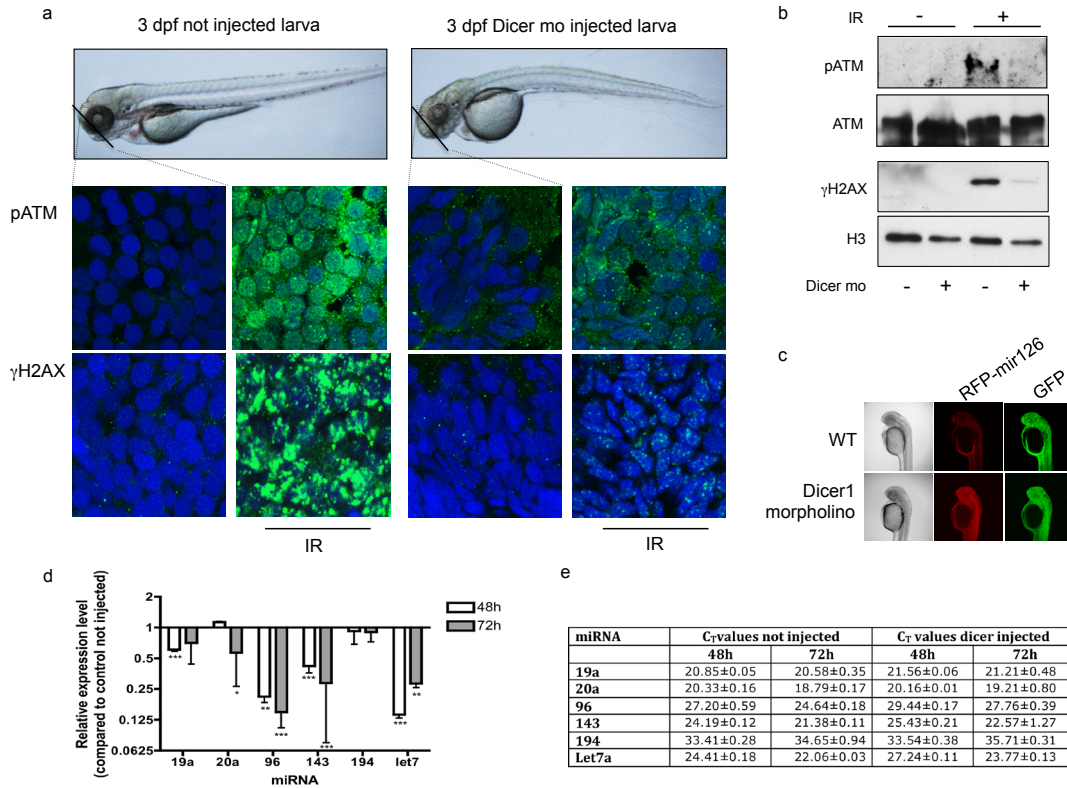 a
3 dpf not injected larva
3 dpf Dicer mo injected larva
pATM
γH2AX
IR
IR
b
IR - +
pATM
ATM
γH2AX
H3
Dicer mo - + - +
c
RFP-mir126
GFP
WT
Dicer1
morpholino
d
Relative expression level
(compared to control not injected)
2
1
0.5
0.25
0.125
0.0625
48h
72h
***
*
**
***
***
***
***
**
19a 20a 96 143 194 let7
miRNA
e
miRNA CTvalues not injected CT values dicer injected
48h 72h 48h 72h
19a 20.85±0.05 20.58±0.35 21.56±0.06 21.21±0.48
20a 20.33±0.16 18.79±0.17 20.16±0.01 19.21±0.80
96 27.20±0.59 24.64±0.18 29.44±0.17 27.76±0.39
143 24.19±0.12 21.38±0.11 25.43±0.21 22.57±1.27
194 33.41±0.28 34.65±0.94 33.54±0.38 35.71±0.31
Let7a 24.41±0.18 22.06±0.03 27.24±0.11 23.77±0.13